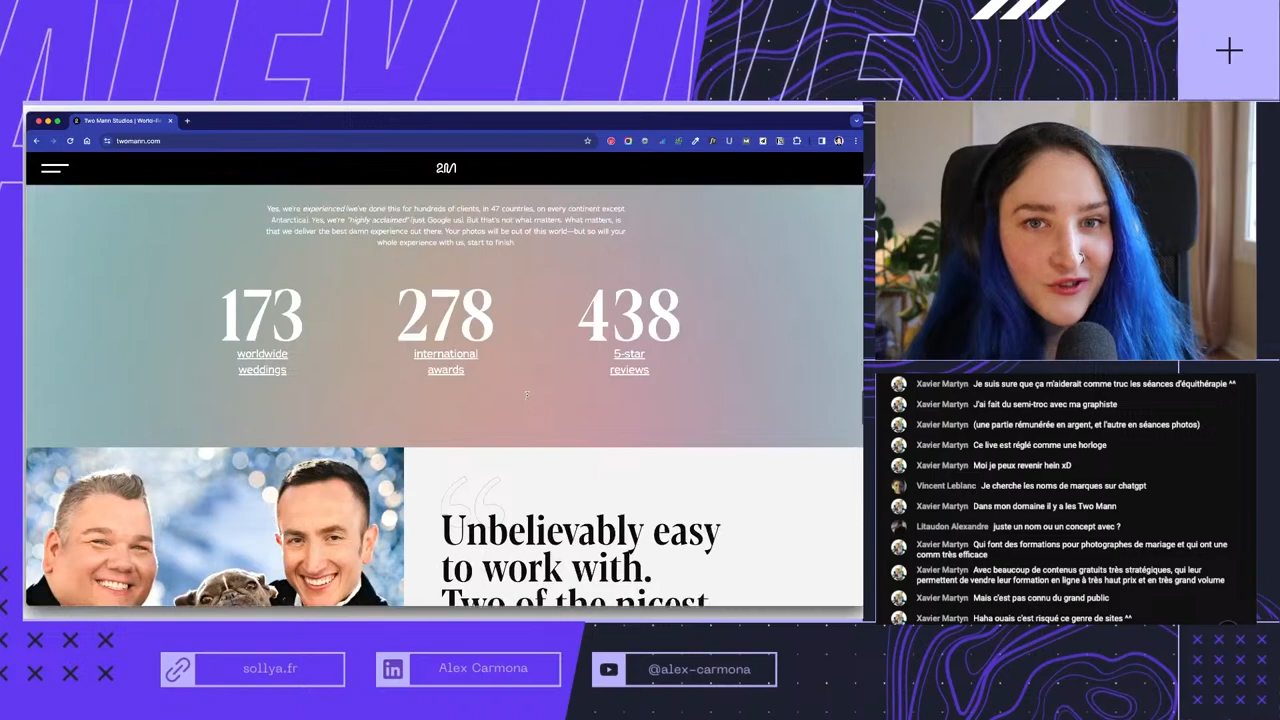 ALEX LIVE
Two Mann Studios | World-Re
twomann.com
2M
Yes, we're experienced (we've done this for hundreds of clients, in 47 countries, on every continent except
Antarctica). Yes, we're "highly acclaimed" (just Google us). But that's not what matters. What matters, is
that we deliver the best damn experience out there. Your photos will be out of this world—but so will your
whole experience with us, start to finish.
173
worldwide
weddings
278
international
awards
438
5-star
reviews
Unbelievably easy
to work with.
Two of the nicest
Xavier Martyn Je suis sure que ça m'aiderait comme truc les séances d'équithérapie ^^
Xavier Martyn J'ai fait du semi-troc avec ma graphiste
Xavier Martyn (une partie rémunérée en argent, et l'autre en séances photos)
Xavier Martyn Ce live est réglé comme une horloge
Xavier Martyn Moi je peux revenir hein xD
Vincent Leblanc Je cherche les noms de marques sur chatgpt
Xavier Martyn Dans mon domaine il y a les Two Mann
Litaudon Alexandre juste un nom ou un concept avec ?
Xavier Martyn Qui font des formations pour photographes de mariage et qui ont une
comm très efficace
Xavier Martyn Avec beaucoup de contenus gratuits très stratégiques, qui leur
permettent de vendre leur formation en ligne à très haut prix et en très grand volume
Xavier Martyn Mais c'est pas connu du grand public
Xavier Martyn Haha ouais c'est risqué ce genre de sites ^^
sollya.fr
Alex Carmona
@alex-carmona